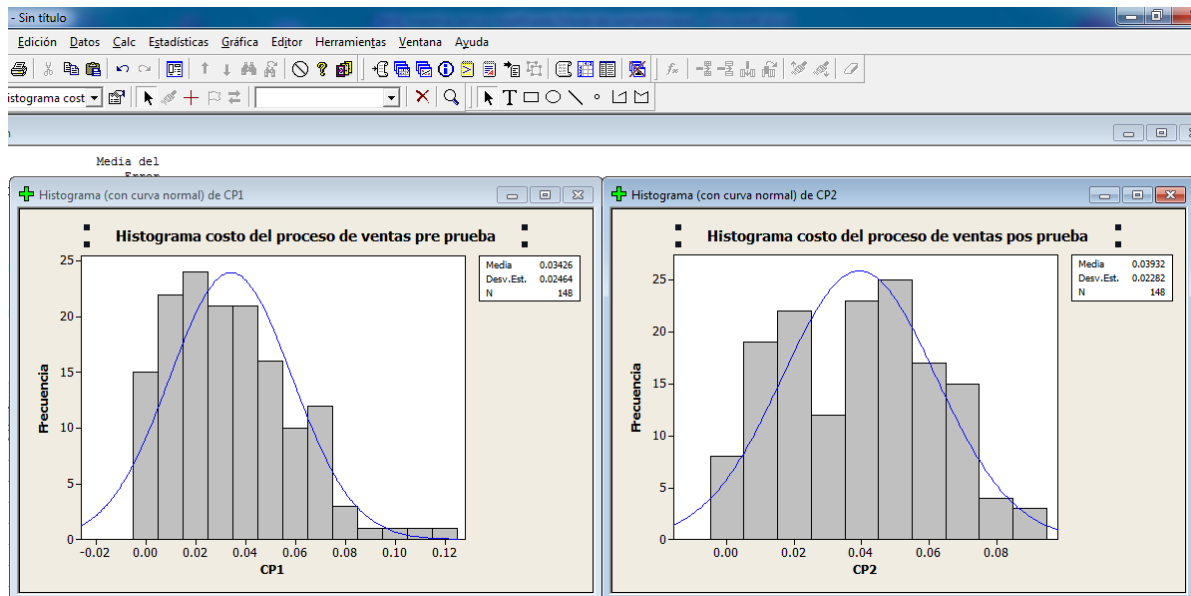 - Sin título
Edición Datos Calc Estadísticas Gráfica Editor Herramientas Ventana Ayuda
istograma cost
Media del
Error
Histograma (con curva normal) de CP1
Histograma costo del proceso de ventas pre prueba
Media 0.03426
Desv.Est. 0.02464
N 148
25
20
15
10
5
0
Frecuencia
-0.02 0.00 0.02 0.04 0.06 0.08 0.10 0.12
CP1
Histograma (con curva normal) de CP2
Histograma costo del proceso de ventas pos prueba
Media 0.03932
Desv.Est. 0.02282
N 148
25
20
15
10
5
0
Frecuencia
0.00 0.02 0.04 0.06 0.08
CP2